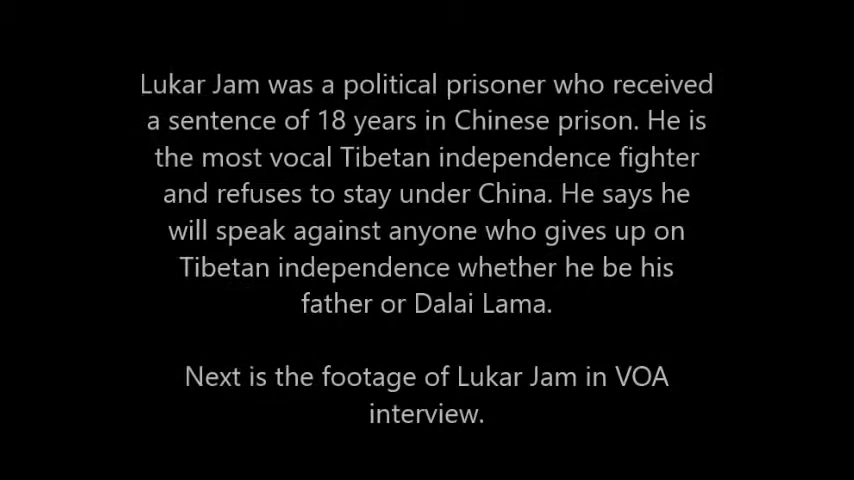 Lukar Jam was a political prisoner who received
a sentence of 18 years in Chinese prison. He is
the most vocal Tibetan independence fighter
and refuses to stay under China. He says he
will speak against anyone who gives up on
Tibetan independence whether he be his
father or Dalai Lama.
Next is the footage of Lukar Jam in VOA
interview.